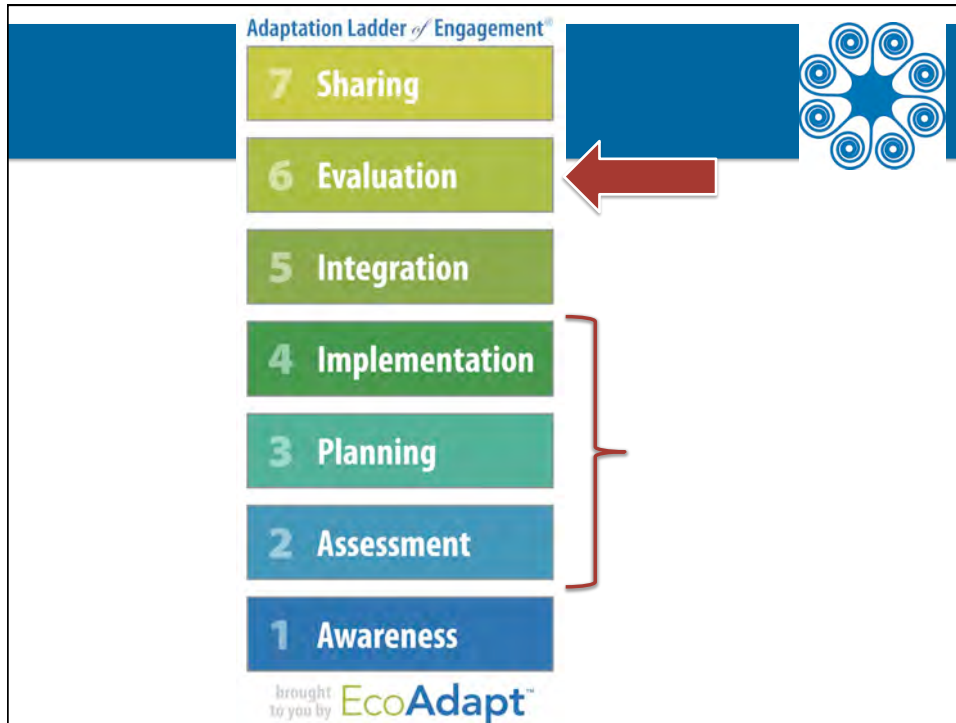 Adaptation Ladder of Engagement®
7 Sharing
6 Evaluation
5 Integration
4 Implementation
3 Planning
2 Assessment
1 Awareness
brought
to you by EcoAdapt™